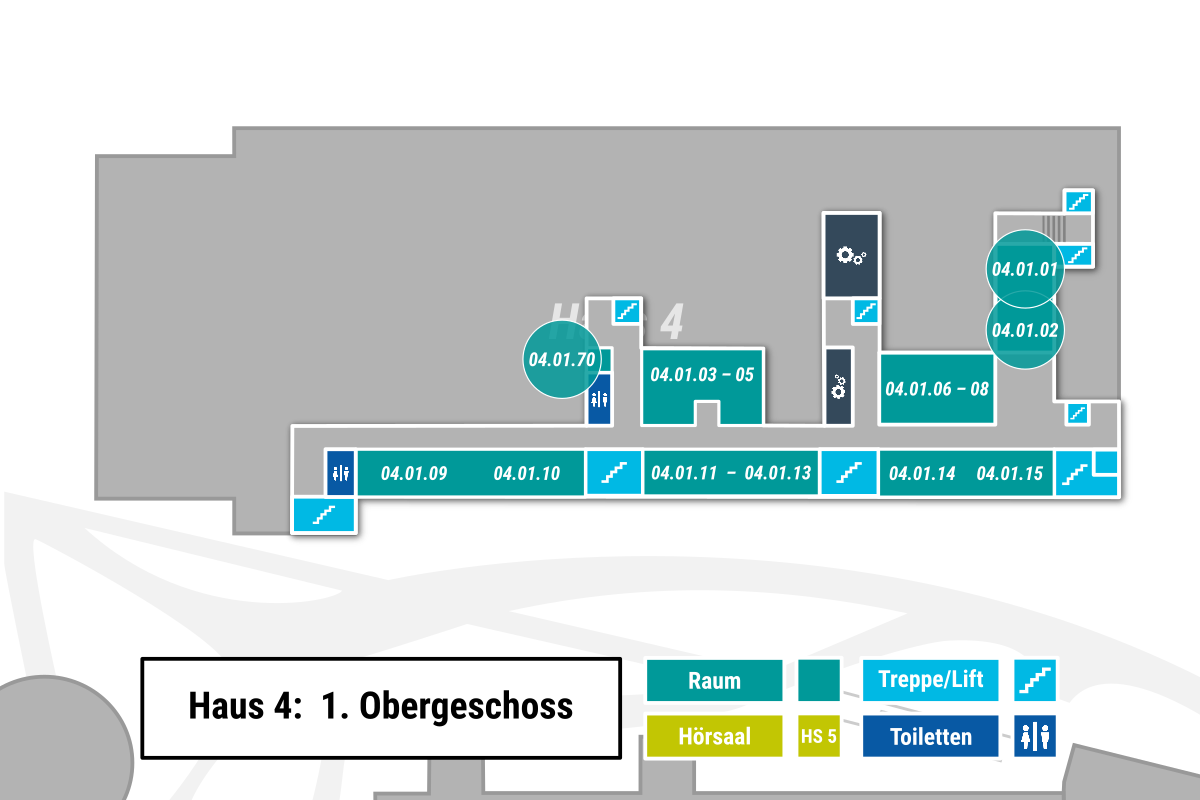 04.01.01
Haus 4
04.01.02
04.01.70
04.01.03 – 05
04.01.06 – 08
04.01.09 04.01.10 04.01.11 – 04.01.13 04.01.14 04.01.15
Haus 4: 1. Obergeschoss
Raum
Treppe/Lift
Hörsaal
HS 5
Toiletten